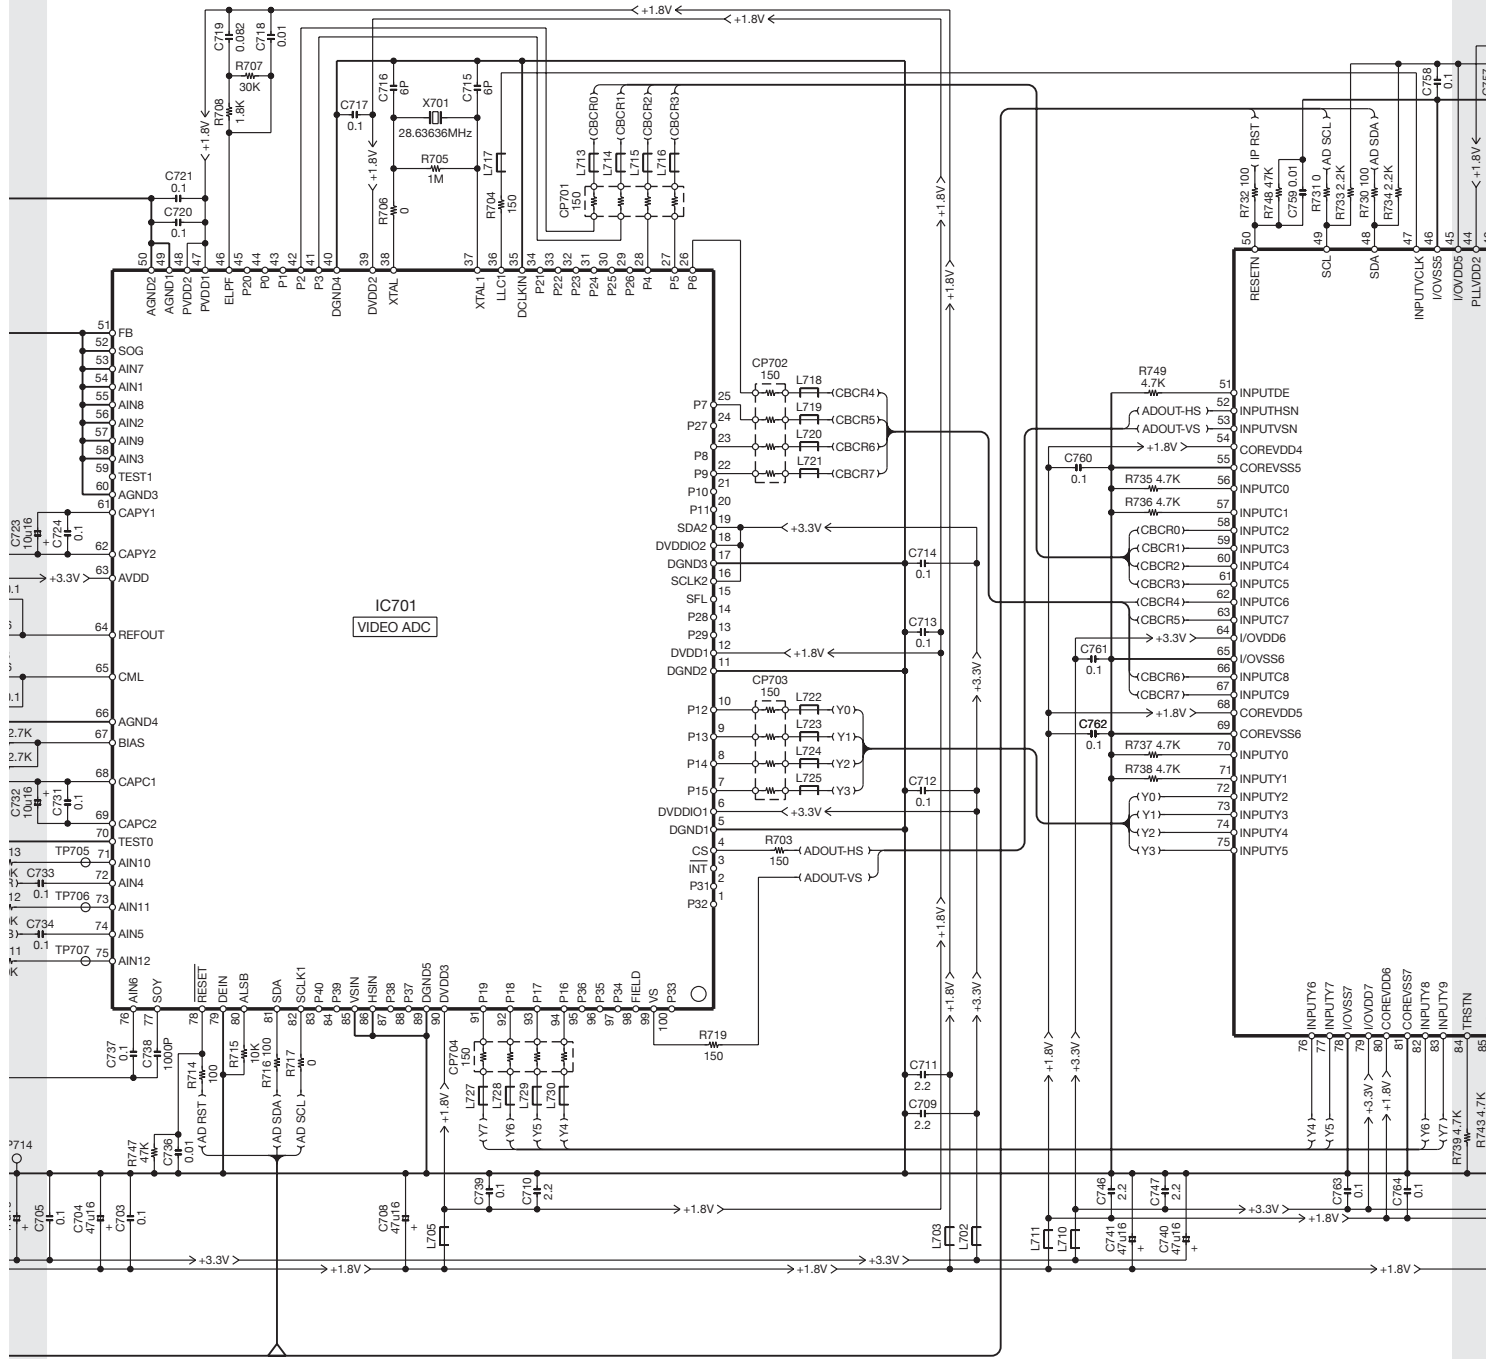 +1.8V
+1.8V
C719
0.082
C718
0.01
R707
30K
R708
1.8K
C716
6P
C715
6P
C717
0.1
X701
28.63636MHz
R705
1M
R706
0
L717
R704
150
+1.8V
+1.8V
C721
0.1
C720
0.1
(CBCR0)
(CBCR1)
(CBCR2)
(CBCR3)
L713
L714
L715
L716
CP701
150
+1.8V
+1.8V
(IP RST
(AD SCL)
(AD SDA
R732 100
R748 47K
C759 0.01
R731 0
R733 2.2K
R730 100
R734 2.2K
C758
0.1
C757
+1.8V
50 49 48 47 46 45 44 43 42 41 40 39 38 37 36 35 34 33 32 31 30 29 28 27 26
AGND2
AGND1
PVDD2
PVDD1
ELPF
P20
P0
P1
P2
P3
DGND4
DVDD2
XTAL
XTAL1
LLC1
DCLKIN
P21
P22
P23
P24
P25
P26
P4
P5
P6
50 49 48 47 46 45 44
RESETN
SCL
SDA
INPUTVCLK
I/OVSS5
I/OVDD5
PLLVDD2
51 FB
52 SOG
53 AIN7
54 AIN1
55 AIN8
56 AIN2
57 AIN9
58 AIN3
59 TEST1
60 AGND3
61 CAPY1
62 CAPY2
63 AVDD
64 REFOUT
65 CML
66 AGND4
67 BIAS
68 CAPC1
69 CAPC2
70 TEST0
71 AIN10
72 AIN4
73 AIN11
74 AIN5
75 AIN12
C723
10u16
+
C724
0.1
+3.3V
2.7K
2.7K
C732
10u16
+
C731
0.1
TP705
C733
0.1
TP706
C734
0.1
TP707
IC701
VIDEO ADC
P7 25
P27 24
P8 23
P9 22
P10 21
P11 20
SDA2 19
DVDDIO2 18
DGND3 17
SCLK2 16
SFL 15
P28 14
P29 13
DVDD1 12
DGND2 11
P12 10
P13 9
P14 8
P15 7
DVDDIO1 6
DGND1 5
CS 4
INT 3
P31 2
P32 1
CP702
150
L718 (CBCR4)
L719 (CBCR5)
L720 (CBCR6)
L721 (CBCR7)
+3.3V
+1.8V
CP703
150
L722 (Y0)
L723 (Y1)
L724 (Y2)
L725 (Y3)
+3.3V
R703
150
(ADOUT-HS)
(ADOUT-VS)
C714
0.1
C713
0.1
C712
0.1
+3.3V
+1.8V
+1.8V
+3.3V
R749
4.7K
(ADOUT-HS)
(ADOUT-VS)
+1.8V
C760
0.1
R735 4.7K
R736 4.7K
(CBCR0)
(CBCR1)
(CBCR2)
(CBCR3)
(CBCR4)
(CBCR5)
+3.3V
C761
0.1
(CBCR6)
(CBCR7)
+1.8V
C762
0.1
R737 4.7K
R738 4.7K
(Y0)
(Y1)
(Y2)
(Y3)
51 INPUTDE
52 INPUTHSN
53 INPUTVSN
54 COREVDD4
55 COREVSS5
56 INPUTC0
57 INPUTC1
58 INPUTC2
59 INPUTC3
60 INPUTC4
61 INPUTC5
62 INPUTC6
63 INPUTC7
64 I/OVDD6
65 I/OVSS6
66 INPUTC8
67 INPUTC9
68 COREVDD5
69 COREVSS6
70 INPUTY0
71 INPUTY1
72 INPUTY2
73 INPUTY3
74 INPUTY4
75 INPUTY5
AIN6
SOY
RESET
DEIN
ALSB
SDA
SCLK1
P40
P39
VSIN
HSIN
P38
P37
DGND5
DVDD3
P19
P18
P17
P16
P36
P35
P34
FIELD
VS
P33
76 77 78 79 80 81 82 83 84 85 86 87 88 89 90 91 92 93 94 95 96 97 98 99 100
C737
0.1
C738
1000P
R714
100
R715
10K
R716 100
R717
0
AD RST)
(AD SDA)
(AD SCL)
R747
47K
C736
0.01
CP704
150
L727
L728
L729
L730
Y7)
Y6)
Y5)
Y4)
+1.8V
R719
150
C711
2.2
C709
2.2
+1.8V
+3.3V
INPUTY6
INPUTY7
I/OVSS7
I/OVDD7
COREVDD6
COREVSS7
INPUTY8
INPUTY9
TRSTN
76 77 78 79 80 81 82 83 84 85
+3.3V
+1.8V
Y4)
Y5)
Y6)
Y7)
R739 4.7K
R743 4.7K
C705
0.1
C704
47u16
+
C703
0.1
C708
47u16
+
L705
C739
0.1
C710
2.2
+1.8V
L703
L702
L711
L710
C746
2.2
C747
2.2
C741
47u16
+
C740
47u16
+
C763
0.1
C764
0.1
+3.3V
+1.8V
+3.3V
+3.3V
+1.8V
+1.8V
+1.8V